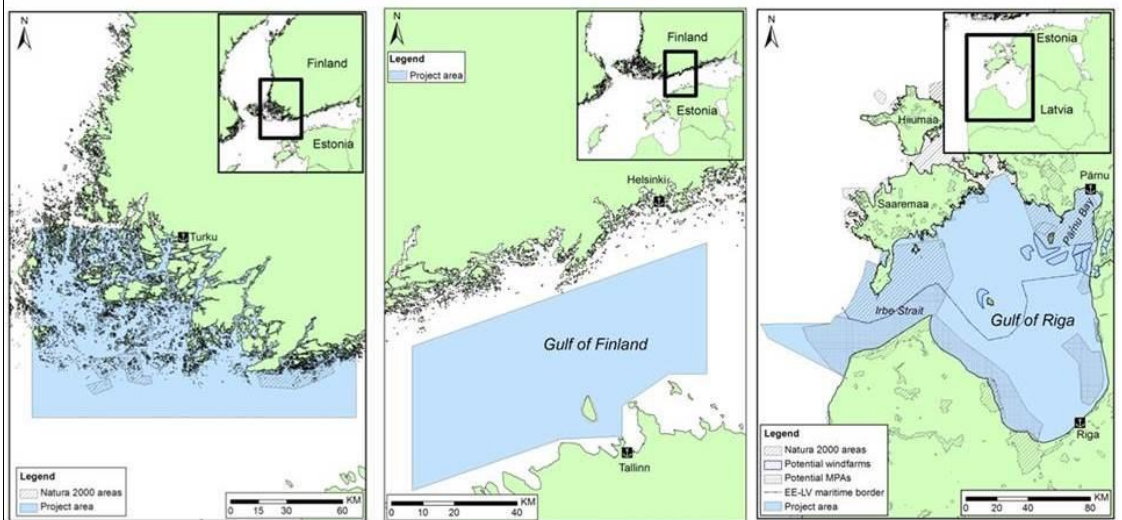 N
Finland
Estonia
Turku
Legend
Natura 2000 areas
Project area
0 15 30 60
KM
N
Legend
Project area
Finland
Estonia
Helsinki
Gulf of Finland
Tallinn
0 10 20 40
KM
N
Estonia
Latvia
Hiiumaa
Pärnu
Saaremaa
Pärnu Bay
Irbe Strait
Gulf of Riga
Riga
Legend
Natura 2000 areas
Potential windfarms
Potential MPAs
EE-LV maritime border
Project area
0 20 40 80
KM